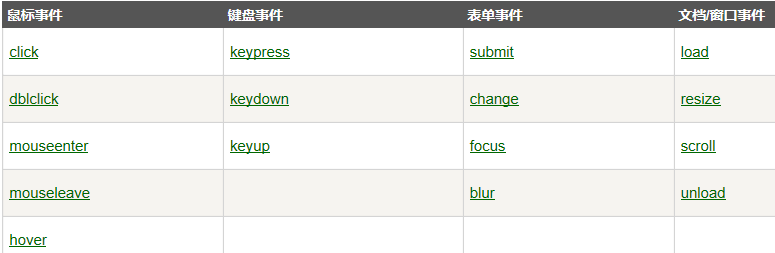 鼠标事件 键盘事件 表单事件 文档/窗口事件
click keypress submit load
dblclick keydown change resize
mouseenter keyup focus scroll
mouseleave blur unload
hover